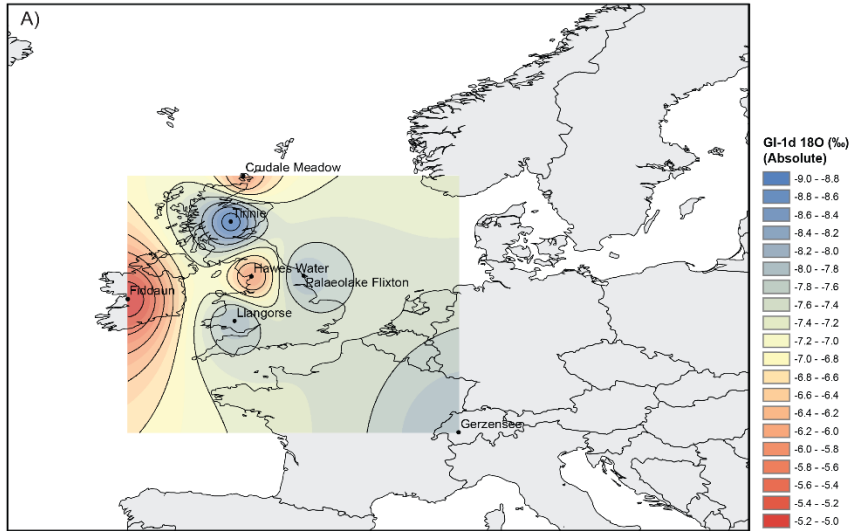 A)
Crudale Meadow
Tirinie
Hawes Water
Palaeolake Flixton
Fiddaun
Llangorse
Gerzensee
GI-1d 18O (‰)
(Absolute)
-9.0 - -8.8
-8.8 - -8.6
-8.6 - -8.4
-8.4 - -8.2
-8.2 - -8.0
-8.0 - -7.8
-7.8 - -7.6
-7.6 - -7.4
-7.4 - -7.2
-7.2 - -7.0
-7.0 - -6.8
-6.8 - -6.6
-6.6 - -6.4
-6.4 - -6.2
-6.2 - -6.0
-6.0 - -5.8
-5.8 - -5.6
-5.6 - -5.4
-5.4 - -5.2
-5.2 - -5.0